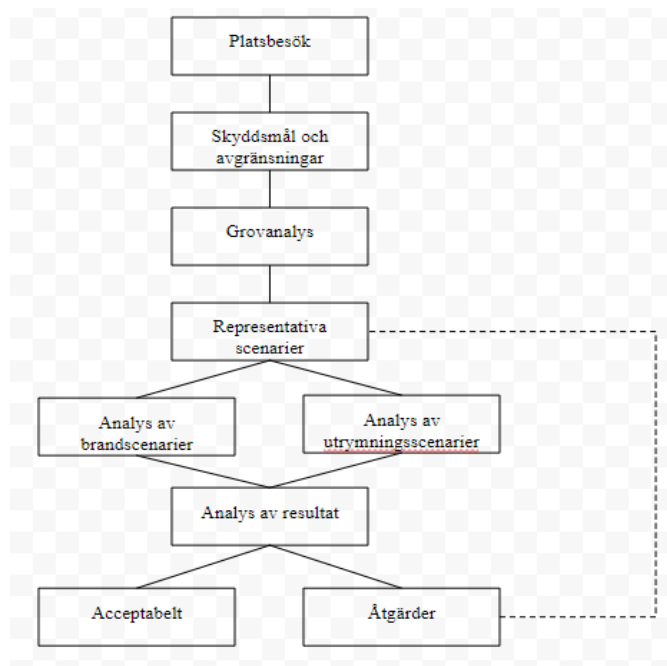 Platsbesök
Skyddsmål och
avgränsningar
Grovanalys
Representativa
scenarier
Analys av
brandscenarier
Analys av
utrymningsscenarier
Analys av resultat
Acceptabelt
Åtgärder